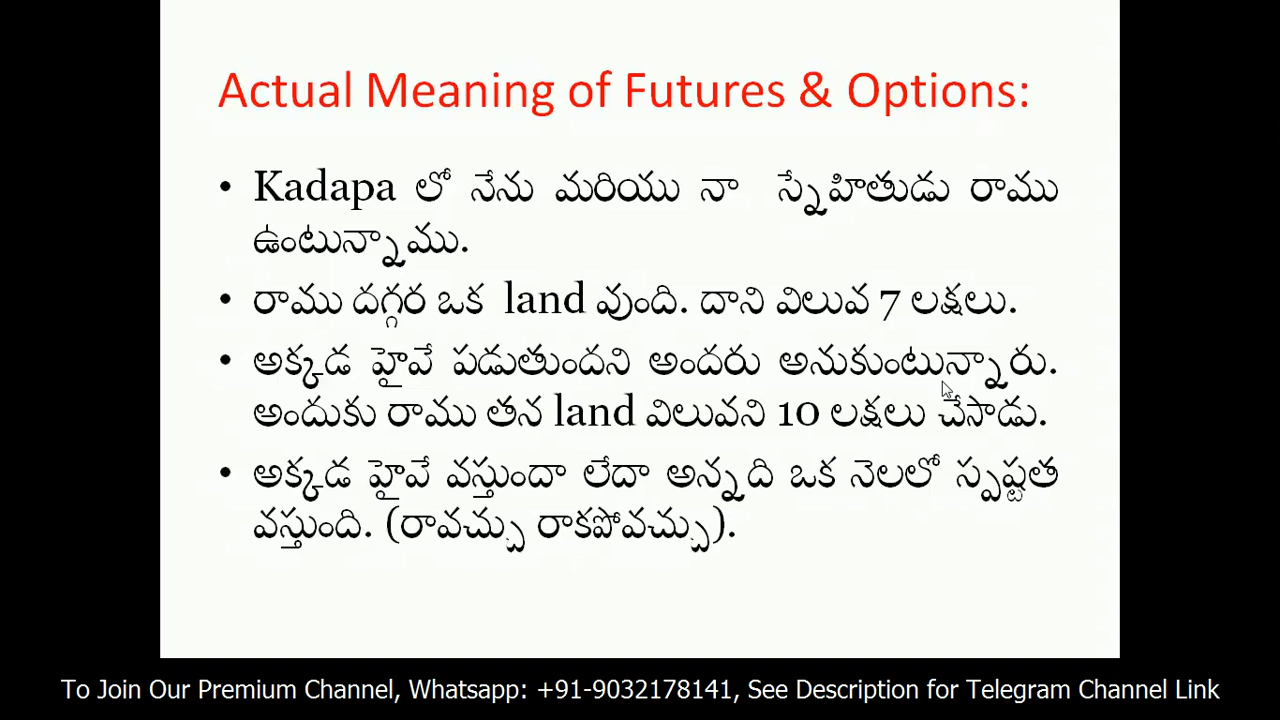 Actual Meaning of Futures & Options:
• Kadapa లో నేను మరియు నా స్నేహితుడు రాము
ఉంటున్నాము.
• రాము దగ్గర ఒక land వుంది. దాని విలువ 7 లక్షలు.
• అక్కడ హైవే పడుతుందని అందరు అనుకుంటున్నారు.
అందుకు రాము తన land విలువని 10 లక్షలు చేసాడు.
• అక్కడ హైవే వస్తుందా లేదా అన్నది ఒక నెలలో స్పష్టత
వస్తుంది. (రావచ్చు రాకపోవచ్చు).
To Join Our Premium Channel, Whatsapp: +91-9032178141, See Description for Telegram Channel Link